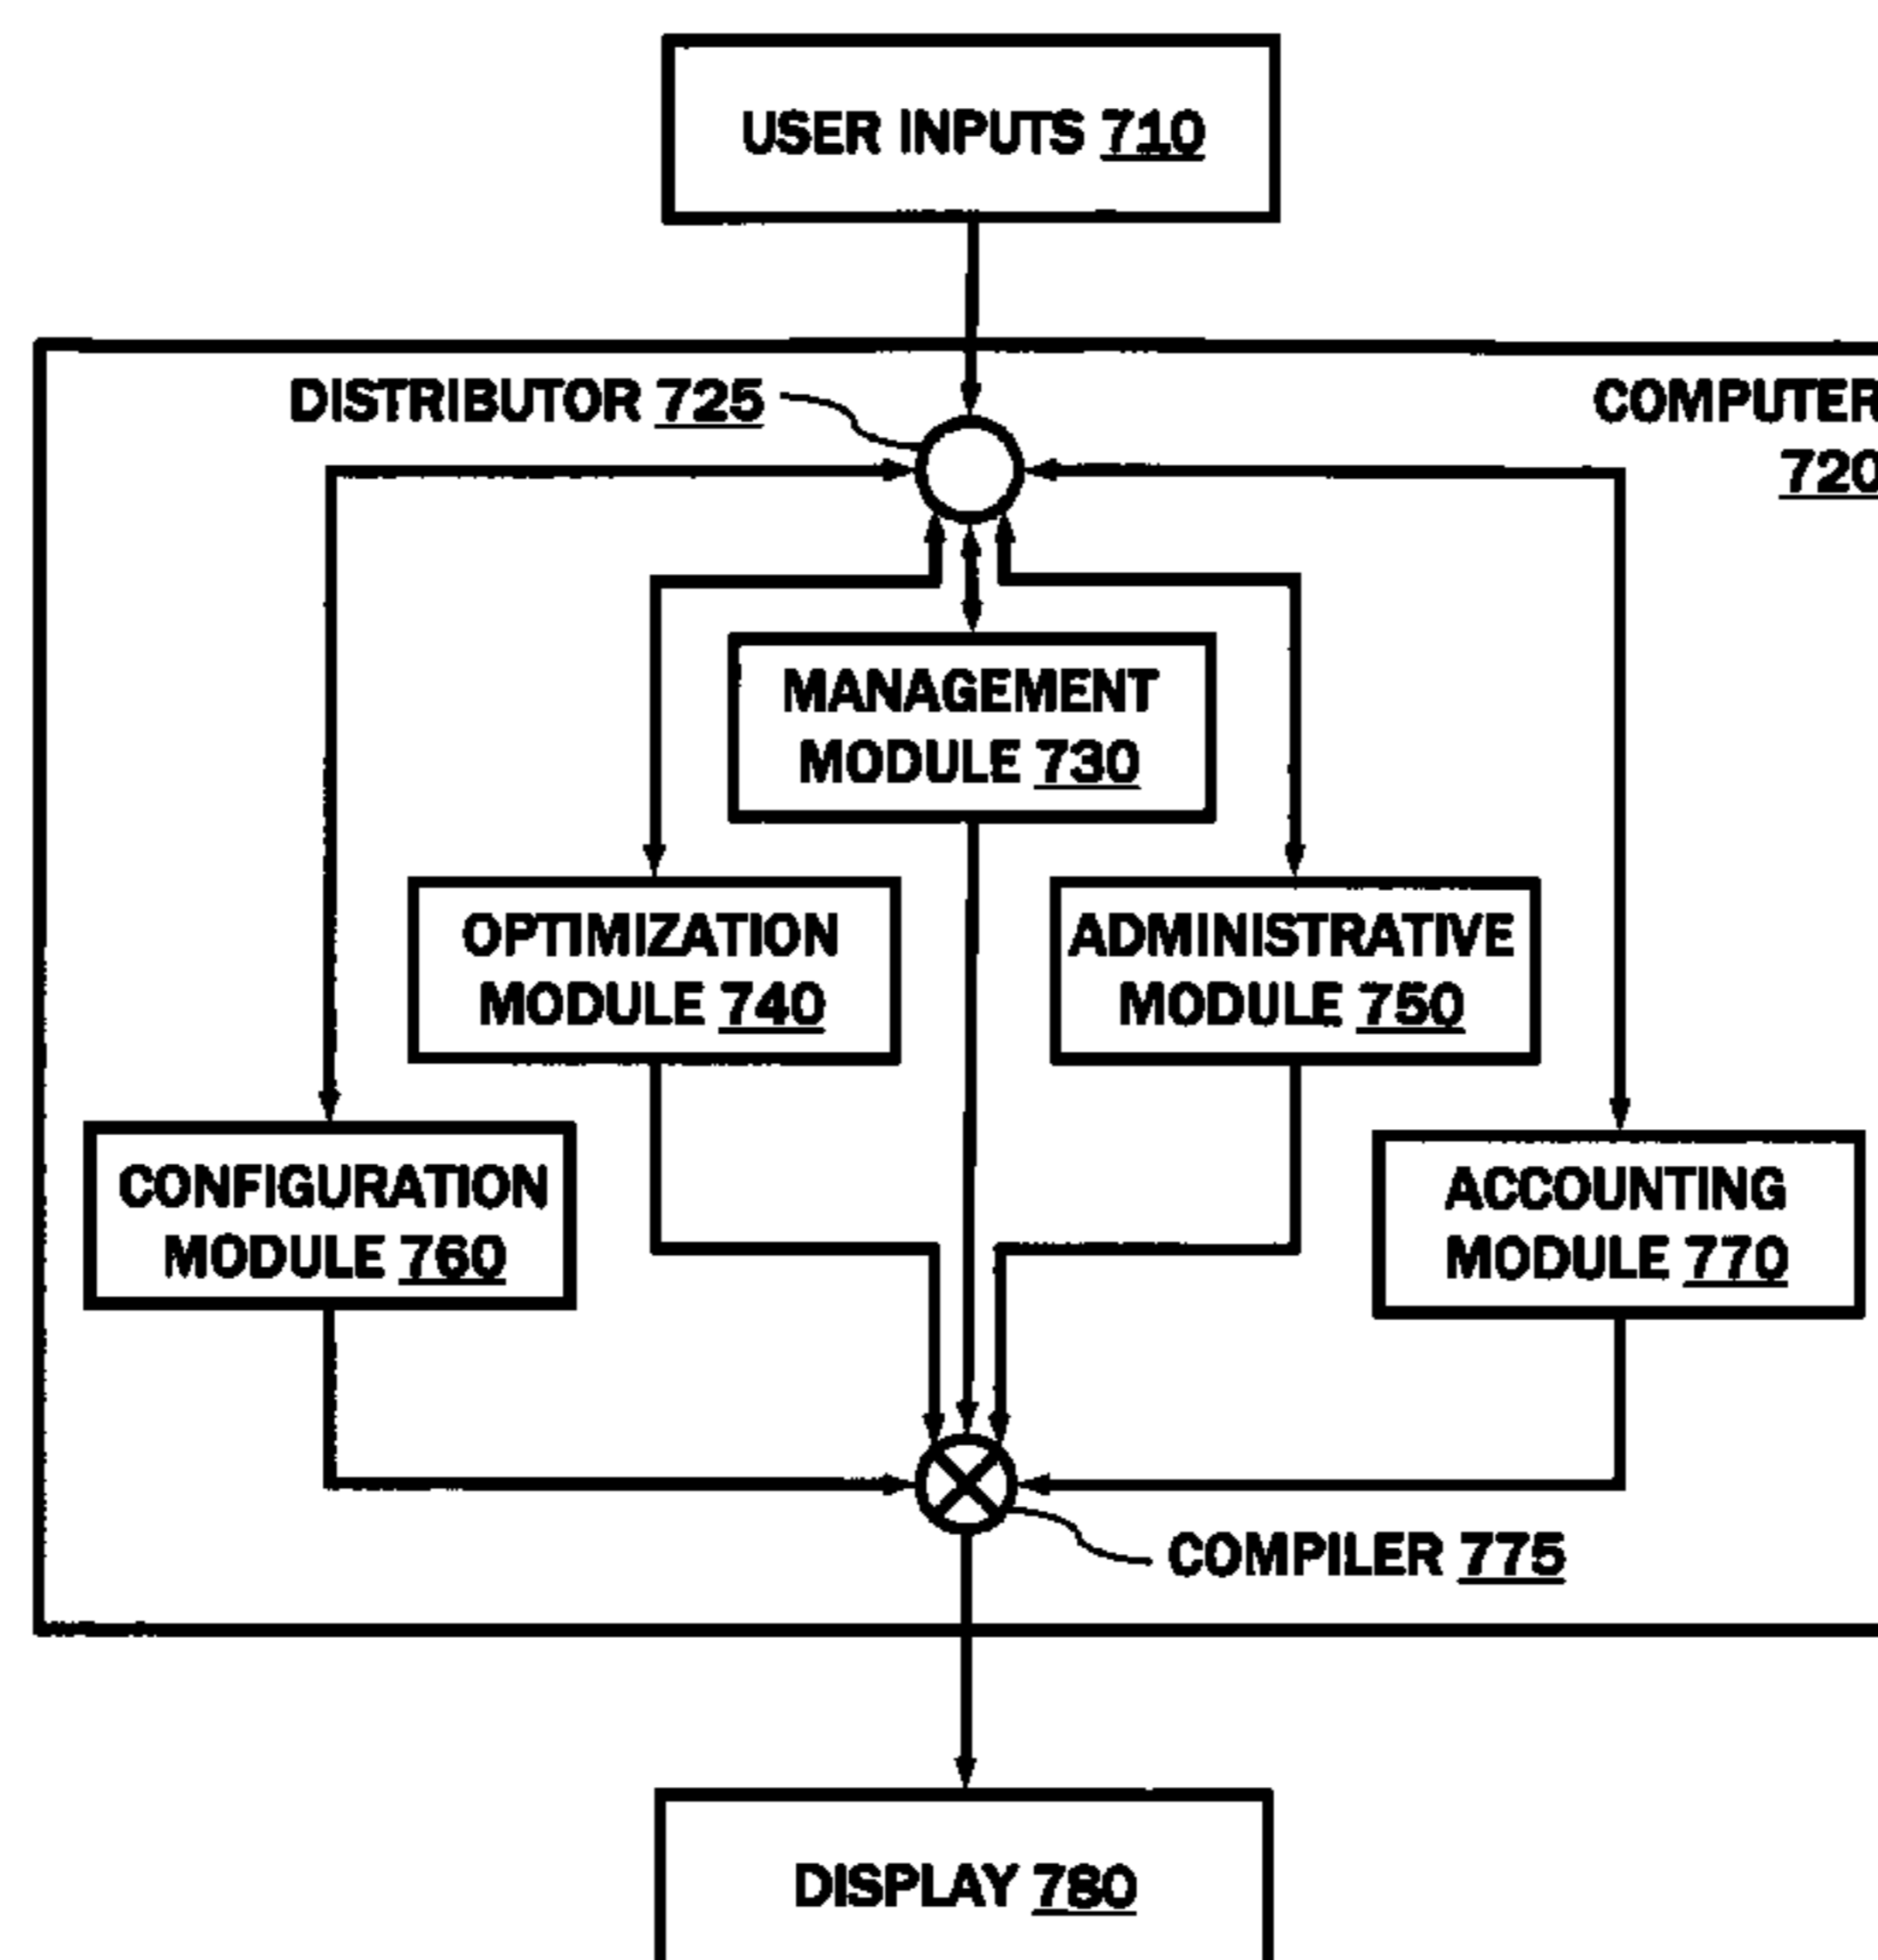 USER INPUTS 710
DISTRIBUTOR 725
COMPUTER
720
MANAGEMENT
MODULE 730
OPTIMIZATION
MODULE 740
ADMINISTRATIVE
MODULE 750
CONFIGURATION
MODULE 760
ACCOUNTING
MODULE 770
COMPILER 775
DISPLAY 780